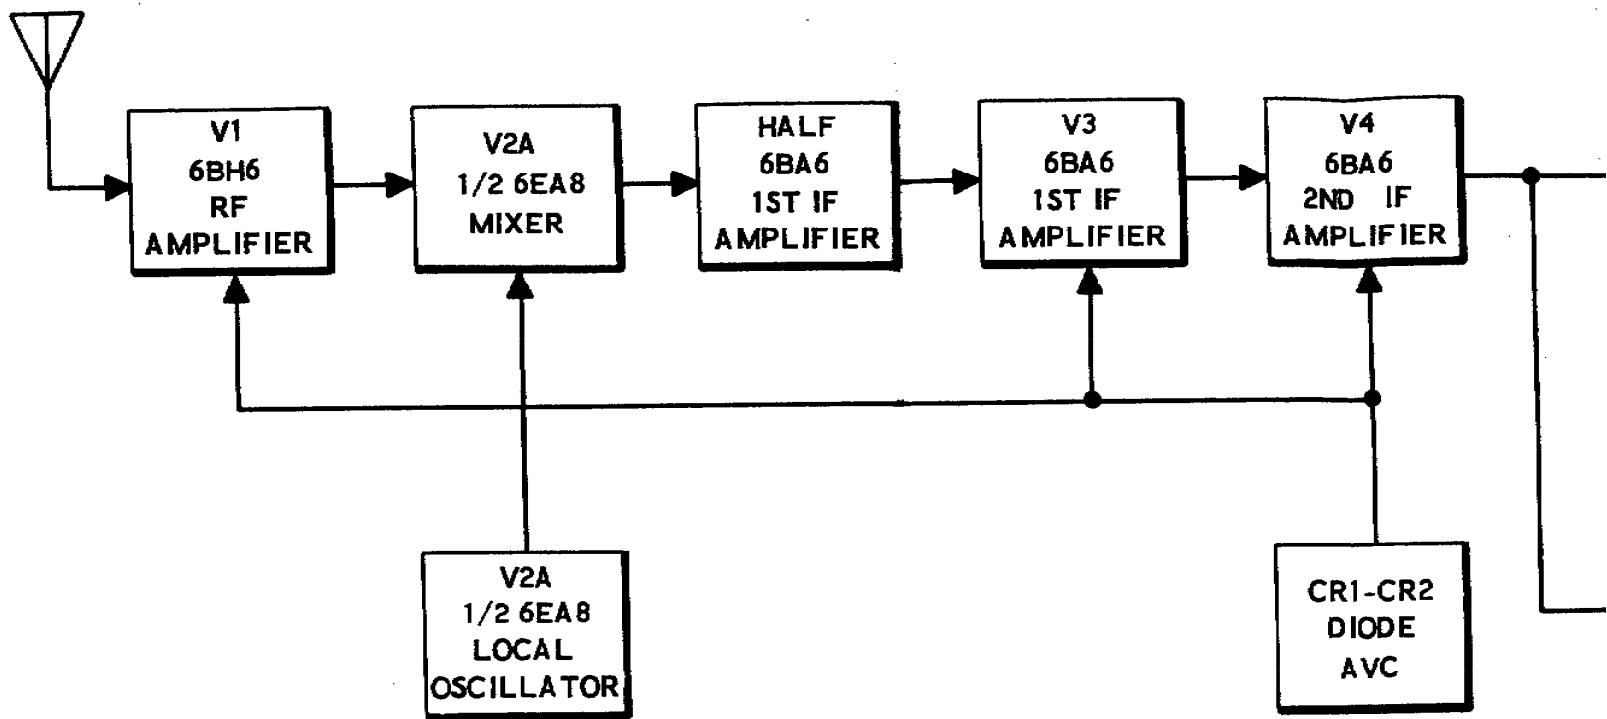 V1
6BH6
RF
AMPLIFIER
V2A
1/2 6EA8
MIXER
HALF
6BA6
1ST IF
AMPLIFIER
V3
6BA6
1ST IF
AMPLIFIER
V4
6BA6
2ND IF
AMPLIFIER
V2A
1/2 6EA8
LOCAL
OSCILLATOR
CR1-CR2
DIODE
AVC